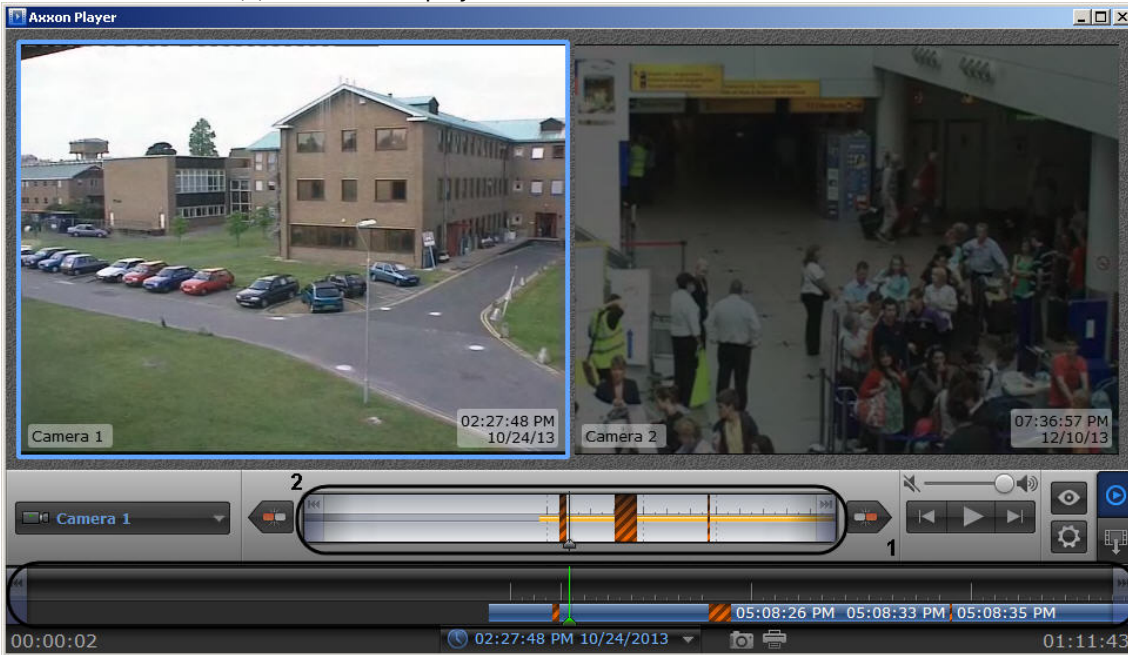 Axxon Player
Camera 1
02:27:48 PM
10/24/13
Camera 2
07:36:57 PM
12/10/13
2
Camera 1
1
05:08:26 PM 05:08:33 PM 05:08:35 PM
00:00:02
02:27:48 PM 10/24/2013
01:11:43